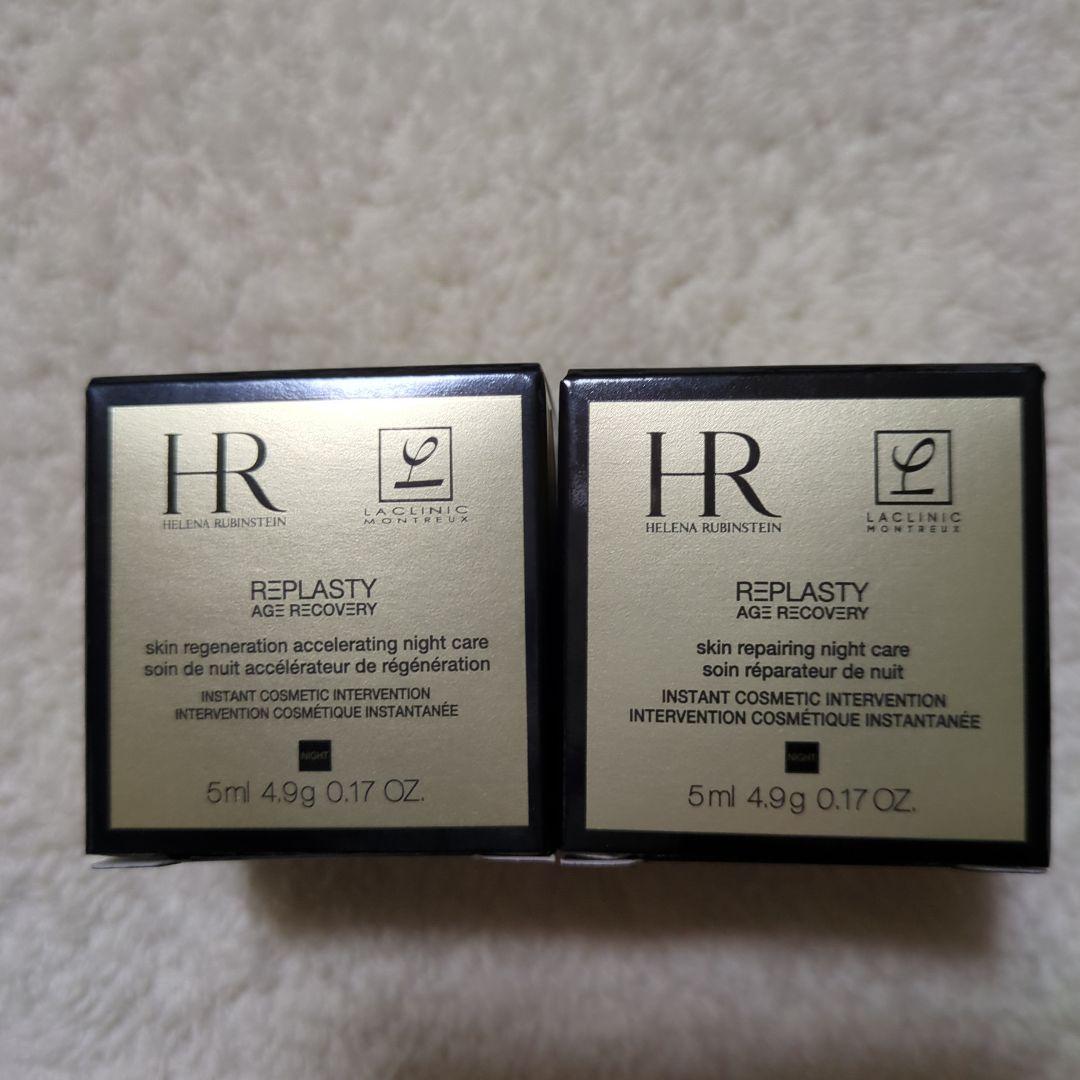 HR
HELENA RUBINSTEIN
LACLINIC
MONTREUX
REPLASTY
AGE RECOVERY
skin regeneration accelerating night care
soin de nuit accélérateur de régénération
INSTANT COSMETIC INTERVENTION
INTERVENTION COSMÉTIQUE INSTANTANÉE
NIGHT
5ml 4.9g 0.17 OZ.
HR
HELENA RUBINSTEIN
LACLINIC
MONTREUX
REPLASTY
AGE RECOVERY
skin repairing night care
soin réparateur de nuit
INSTANT COSMETIC INTERVENTION
INTERVENTION COSMÉTIQUE INSTANTANÉE
NIGHT
5ml 4.9g 0.17 OZ.